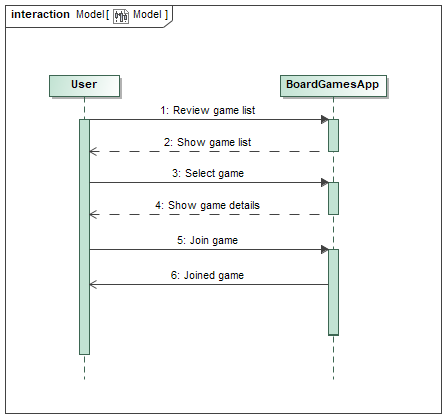 interaction Model[ Model ]
User
BoardGamesApp
1: Review game list
2: Show game list
3: Select game
4: Show game details
5: Join game
6: Joined game